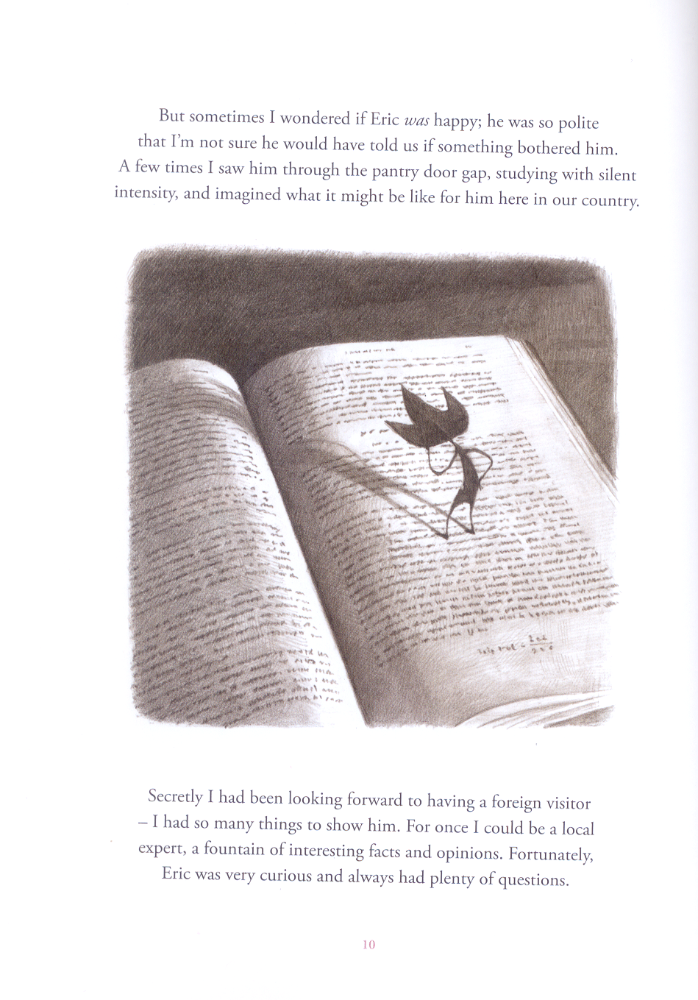 But sometimes I wondered if Eric was happy; he was so polite
that I'm not sure he would have told us if something bothered him.
A few times I saw him through the pantry door gap, studying with silent
intensity, and imagined what it might be like for him here in our country.
Secretly I had been looking forward to having a foreign visitor
– I had so many things to show him. For once I could be a local
expert, a fountain of interesting facts and opinions. Fortunately,
Eric was very curious and always had plenty of questions.
10